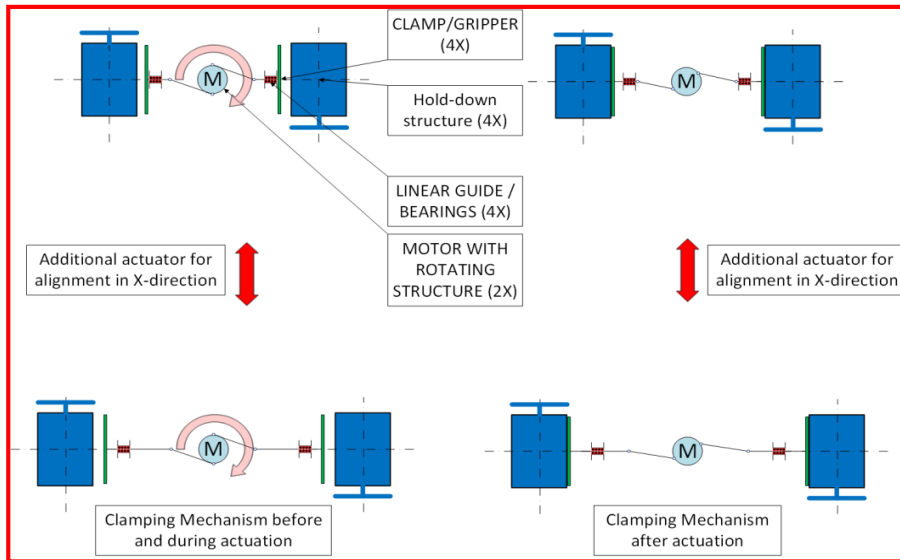 CLAMP/GRIPPER
(4X)
M
M
Hold-down
structure (4X)
LINEAR GUIDE /
BEARINGS (4X)
MOTOR WITH
ROTATING
STRUCTURE (2X)
Additional actuator for
alignment in X-direction
Additional actuator for
alignment in X-direction
M
M
Clamping Mechanism before
and during actuation
Clamping Mechanism
after actuation